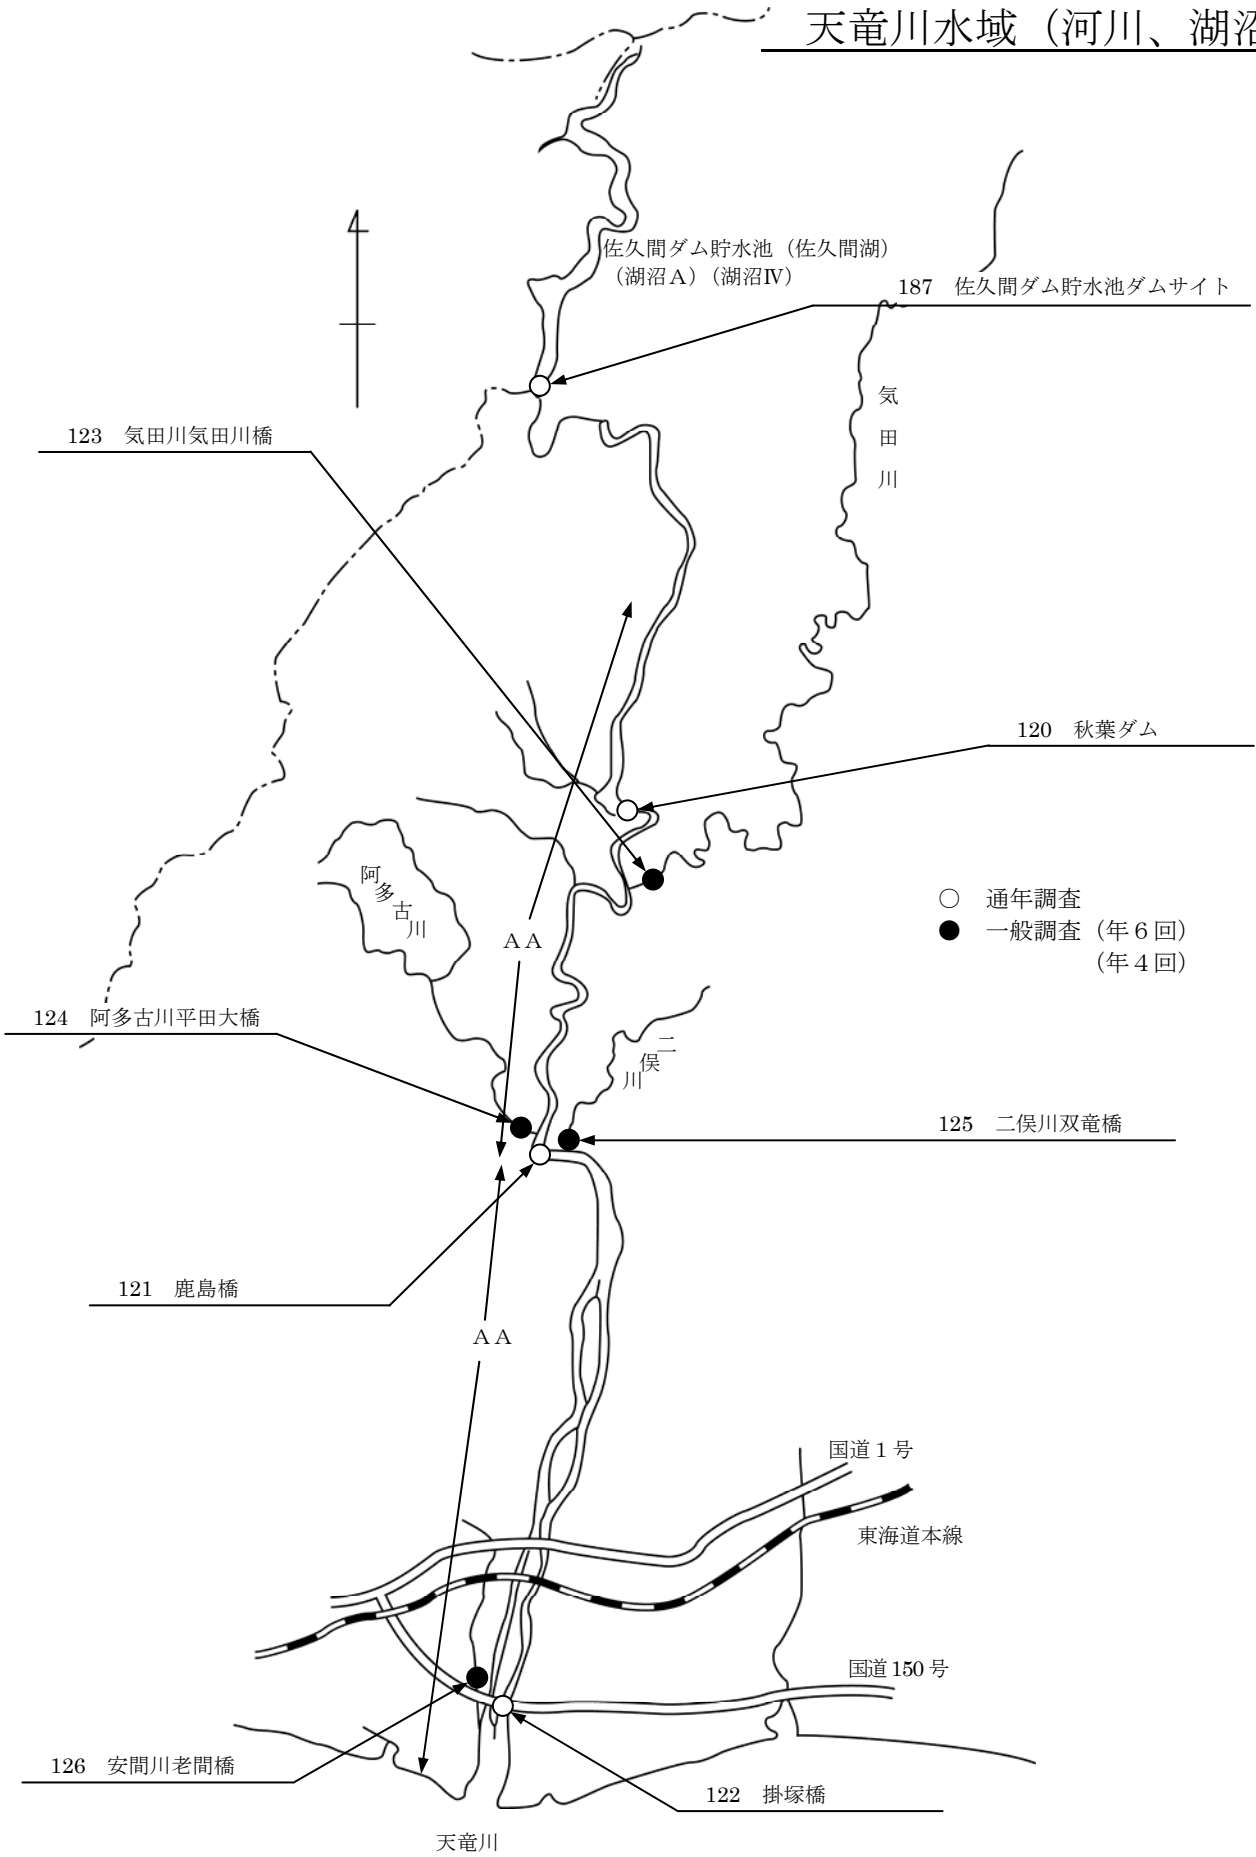 天竜川水域（河川、湖沼
佐久間ダム貯水池（佐久間湖）
（湖沼Ａ）（湖沼Ⅳ）
187　佐久間ダム貯水池ダムサイト
気田川
123　気田川気田川橋
120　秋葉ダム
阿多古川
○　通年調査
●　一般調査（年６回）
（年４回）
ＡＡ
124　阿多古川平田大橋
二俣川
125　二俣川双竜橋
121　鹿島橋
ＡＡ
国道１号
東海道本線
国道150号
126　安間川老間橋
122　掛塚橋
天竜川